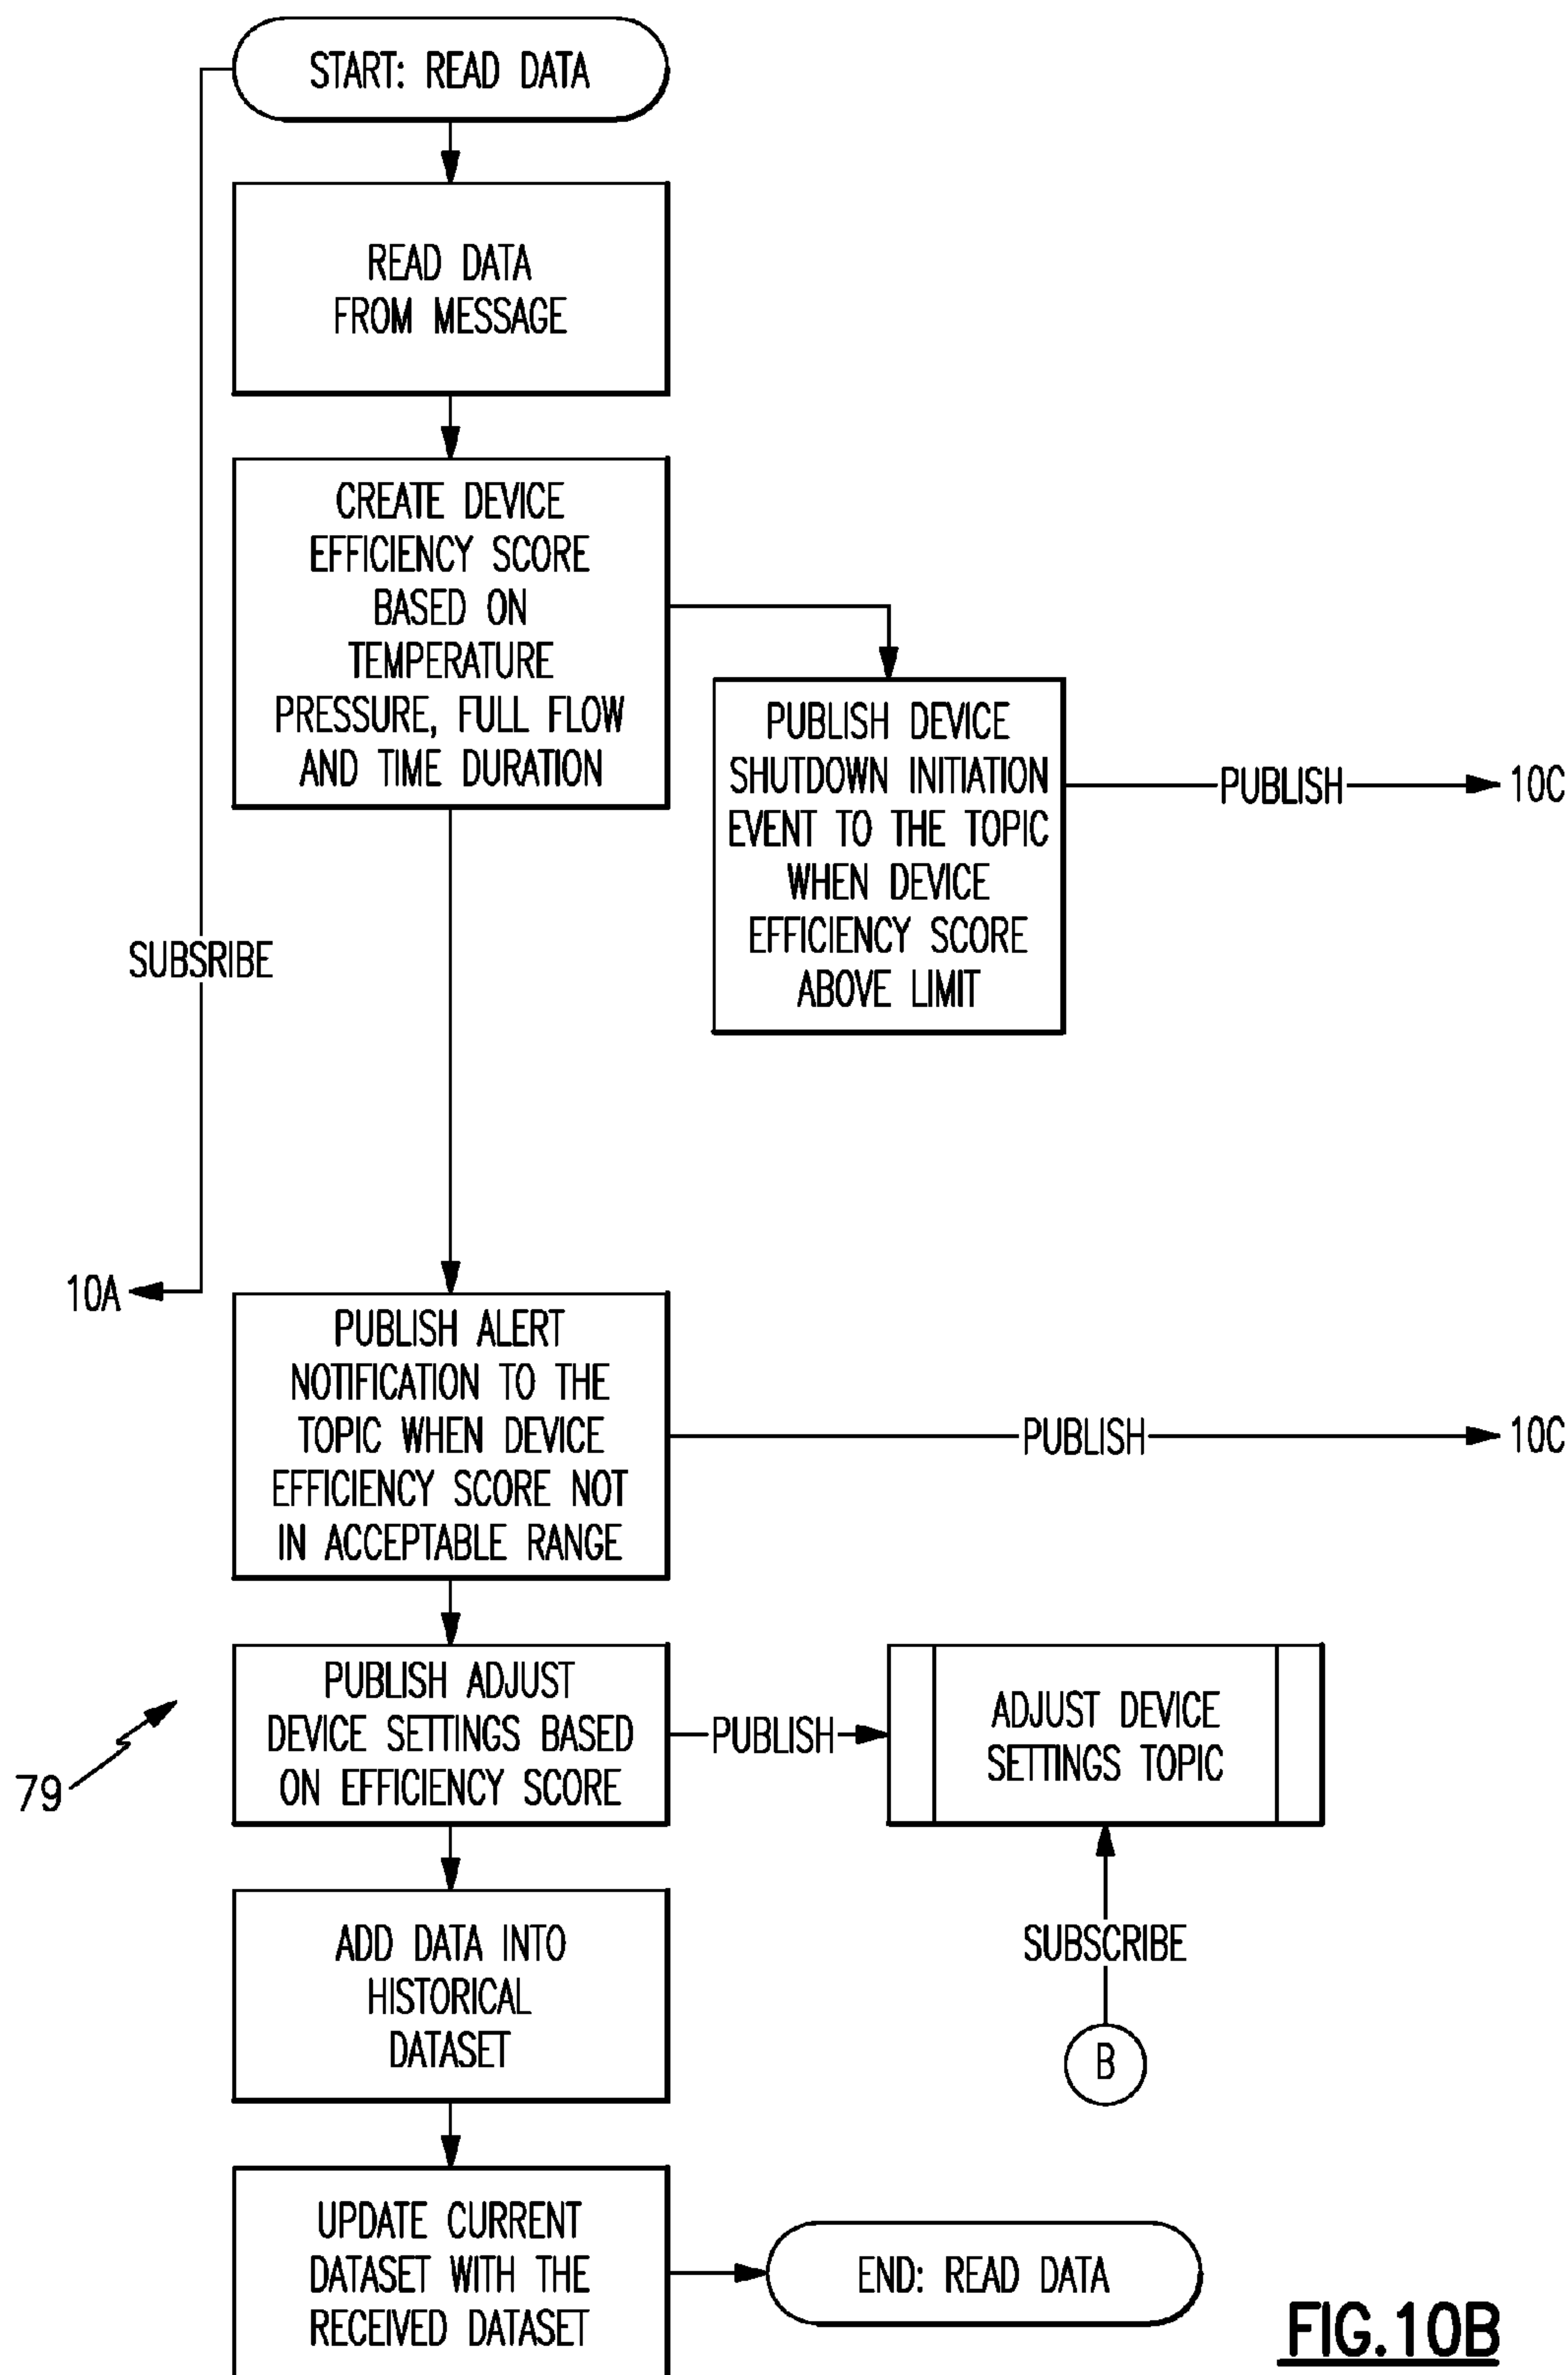 START: READ DATA
READ DATA
FROM MESSAGE
CREATE DEVICE
EFFICIENCY SCORE
BASED ON
TEMPERATURE
PRESSURE, FULL FLOW
AND TIME DURATION
PUBLISH DEVICE
SHUTDOWN INITIATION
EVENT TO THE TOPIC
WHEN DEVICE
EFFICIENCY SCORE
ABOVE LIMIT
PUBLISH
10C
SUBSRIBE
10A
PUBLISH ALERT
NOTIFICATION TO THE
TOPIC WHEN DEVICE
EFFICIENCY SCORE NOT
IN ACCEPTABLE RANGE
PUBLISH
10C
PUBLISH ADJUST
DEVICE SETTINGS BASED
ON EFFICIENCY SCORE
PUBLISH
ADJUST DEVICE
SETTINGS TOPIC
79
SUBSCRIBE
B
ADD DATA INTO
HISTORICAL
DATASET
UPDATE CURRENT
DATASET WITH THE
RECEIVED DATASET
END: READ DATA
FIG.10B